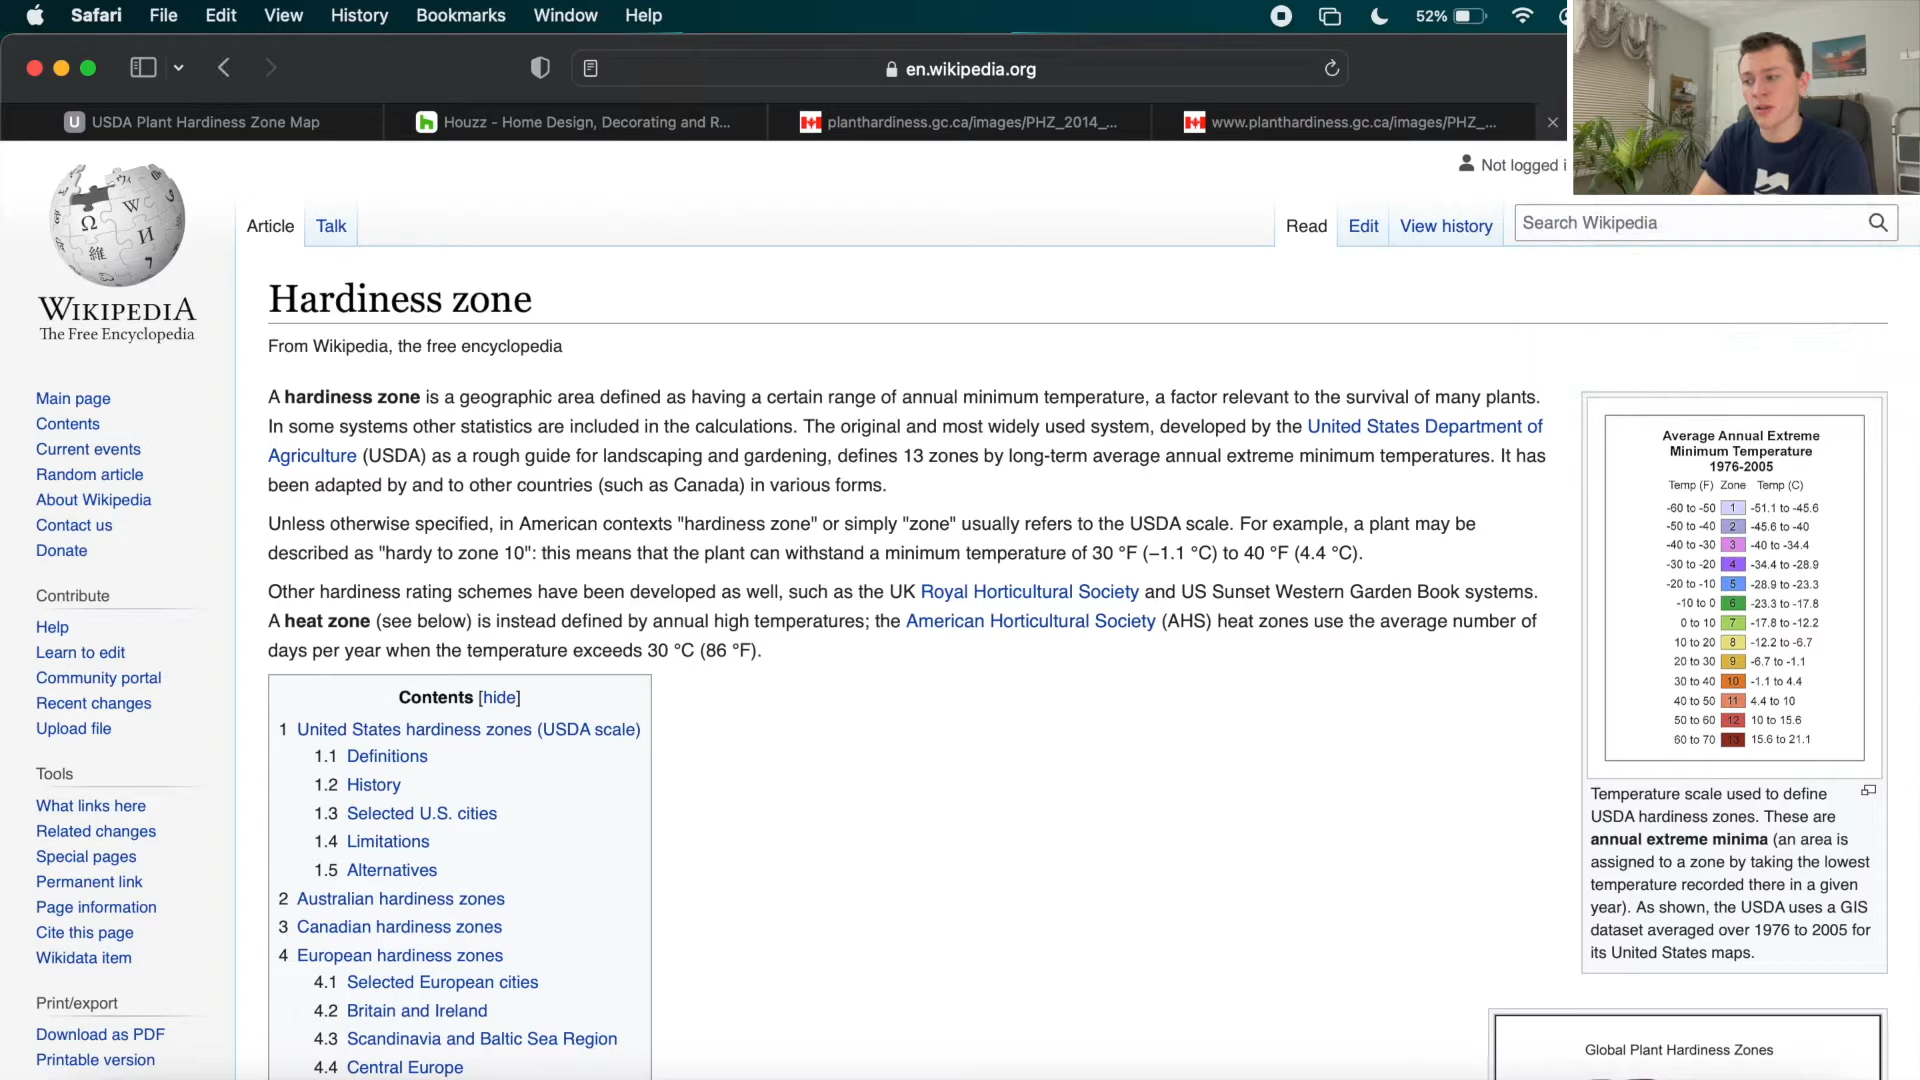 Safari File Edit View History Bookmarks Window Help
52%
en.wikipedia.org
U USDA Plant Hardiness Zone Map
Houzz - Home Design, Decorating and R...
planthardiness.gc.ca/images/PHZ_2014_...
www.planthardiness.gc.ca/images/PHZ_...
Not logged i
Article Talk
Read Edit View history
Search Wikipedia
WIKIPEDIA
The Free Encyclopedia
Main page
Contents
Current events
Random article
About Wikipedia
Contact us
Donate
Contribute
Help
Learn to edit
Community portal
Recent changes
Upload file
Tools
What links here
Related changes
Special pages
Permanent link
Page information
Cite this page
Wikidata item
Print/export
Download as PDF
Printable version
Hardiness zone
From Wikipedia, the free encyclopedia
A hardiness zone is a geographic area defined as having a certain range of annual minimum temperature, a factor relevant to the survival of many plants.
In some systems other statistics are included in the calculations. The original and most widely used system, developed by the United States Department of
Agriculture (USDA) as a rough guide for landscaping and gardening, defines 13 zones by long-term average annual extreme minimum temperatures. It has
been adapted by and to other countries (such as Canada) in various forms.
Unless otherwise specified, in American contexts "hardiness zone" or simply "zone" usually refers to the USDA scale. For example, a plant may be
described as "hardy to zone 10": this means that the plant can withstand a minimum temperature of 30 °F (−1.1 °C) to 40 °F (4.4 °C).
Other hardiness rating schemes have been developed as well, such as the UK Royal Horticultural Society and US Sunset Western Garden Book systems.
A heat zone (see below) is instead defined by annual high temperatures; the American Horticultural Society (AHS) heat zones use the average number of
days per year when the temperature exceeds 30 °C (86 °F).
Contents [hide]
1 United States hardiness zones (USDA scale)
1.1 Definitions
1.2 History
1.3 Selected U.S. cities
1.4 Limitations
1.5 Alternatives
2 Australian hardiness zones
3 Canadian hardiness zones
4 European hardiness zones
4.1 Selected European cities
4.2 Britain and Ireland
4.3 Scandinavia and Baltic Sea Region
4.4 Central Europe
Average Annual Extreme
Minimum Temperature
1976-2005
Temp (F) Zone Temp (C)
-60 to -50 1 -51.1 to -45.6
-50 to -40 2 -45.6 to -40
-40 to -30 3 -40 to -34.4
-30 to -20 4 -34.4 to -28.9
-20 to -10 5 -28.9 to -23.3
-10 to 0 6 -23.3 to -17.8
0 to 10 7 -17.8 to -12.2
10 to 20 8 -12.2 to -6.7
20 to 30 9 -6.7 to -1.1
30 to 40 10 -1.1 to 4.4
40 to 50 11 4.4 to 10
50 to 60 12 10 to 15.6
60 to 70 13 15.6 to 21.1
Temperature scale used to define
USDA hardiness zones. These are
annual extreme minima (an area is
assigned to a zone by taking the lowest
temperature recorded there in a given
year). As shown, the USDA uses a GIS
dataset averaged over 1976 to 2005 for
its United States maps.
Global Plant Hardiness Zones